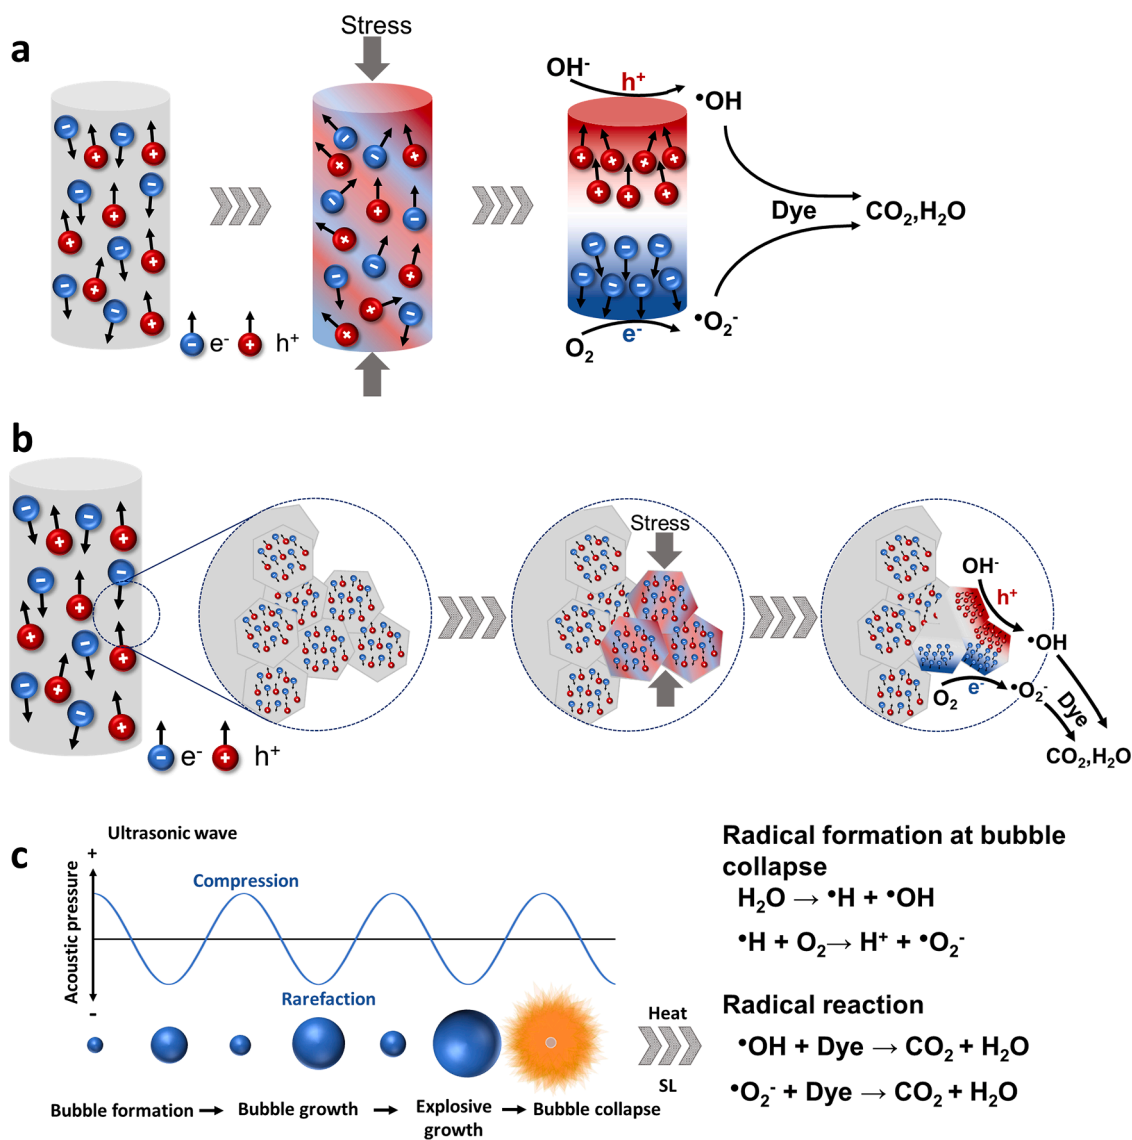 a
Stress
OH⁻
h⁺
•OH
Dye
CO₂,H₂O
•O₂⁻
e⁻
O₂
e⁻ h⁺
b
Stress
OH⁻
h⁺
•OH
O₂
e⁻
•O₂⁻
Dye
CO₂,H₂O
e⁻ h⁺
c
Ultrasonic wave
+
Acoustic pressure
-
Compression
Rarefaction
Bubble formation → Bubble growth → Explosive growth → Bubble collapse
Heat
SL
Radical formation at bubble
collapse
H₂O → •H + •OH
•H + O₂→ H⁺ + •O₂⁻
Radical reaction
•OH + Dye → CO₂ + H₂O
•O₂⁻ + Dye → CO₂ + H₂O